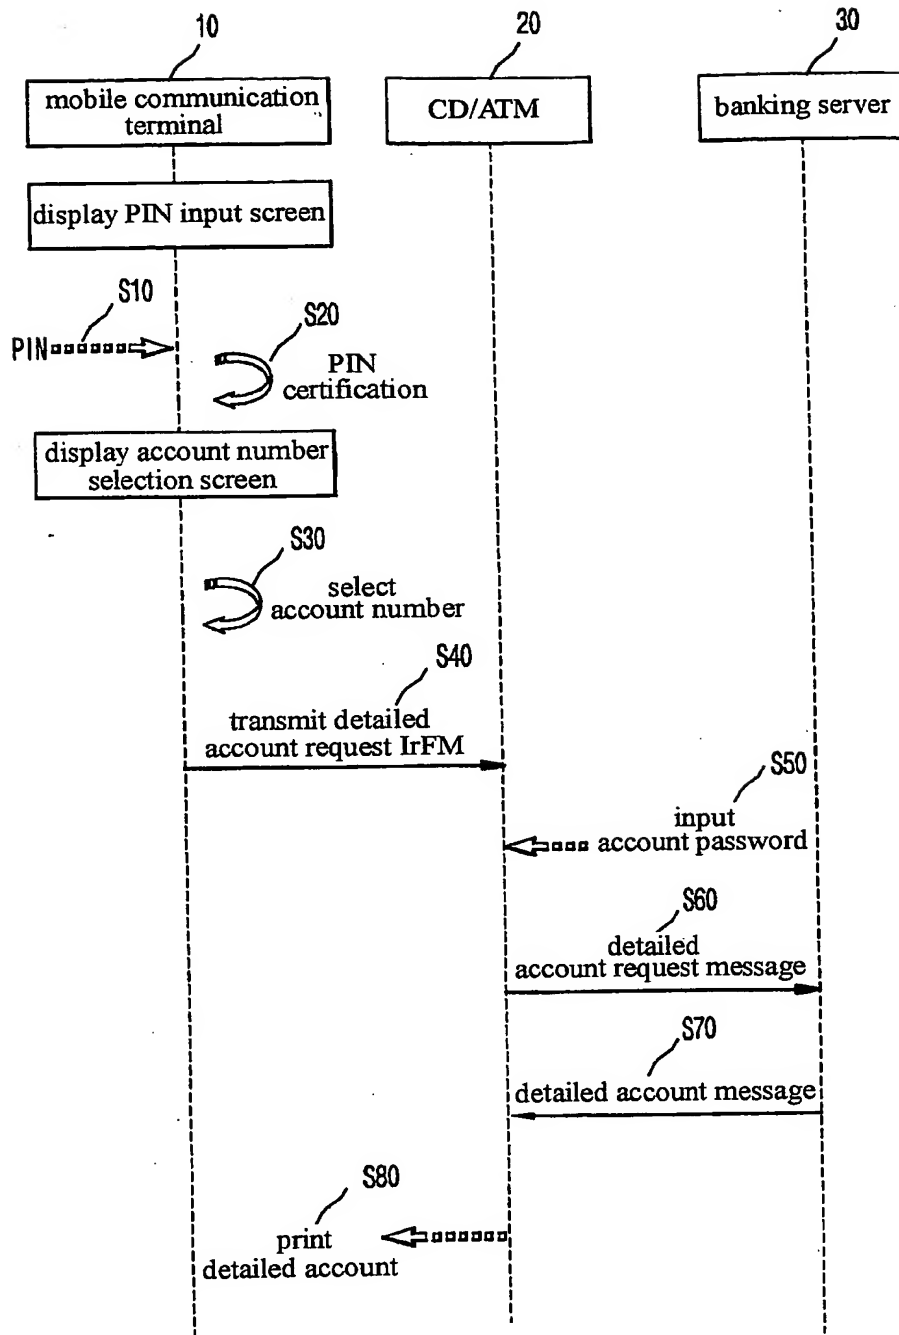 10
20
30
mobile communication
terminal
CD/ATM
banking server
display PIN input screen
S10
PIN
S20
PIN
certification
display account number
selection screen
S30
select
account number
S40
transmit detailed
account request IrFM
S50
input
account password
S60
detailed
account request message
S70
detailed account message
S80
print
detailed account